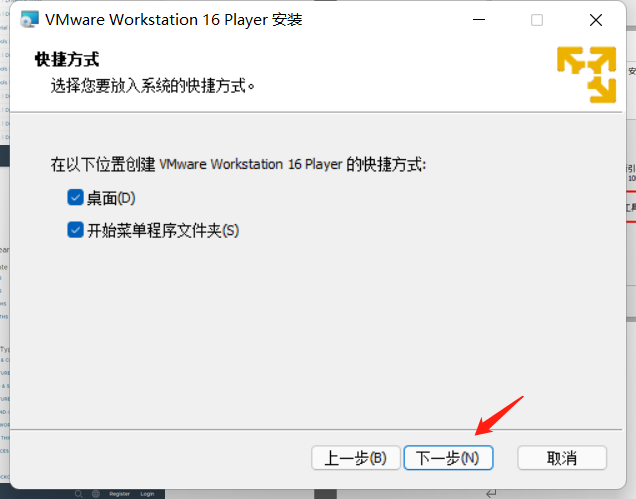 VMware Workstation 16 Player 安装
快捷方式
选择您要放入系统的快捷方式。
在以下位置创建 VMware Workstation 16 Player 的快捷方式:
桌面(D)
开始菜单程序文件夹(S)
上一步(B)
下一步(N)
取消
Register
Login